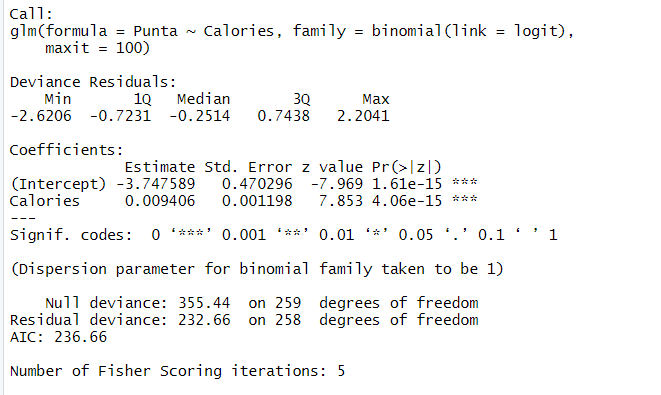 Call:
glm(formula = Punta ~ Calories, family = binomial(link = logit),
    maxit = 100)

Deviance Residuals:
    Min       1Q   Median       3Q      Max
-2.6206  -0.7231  -0.2514   0.7438   2.2041

Coefficients:
             Estimate Std. Error z value Pr(>|z|)
(Intercept) -3.747589   0.470296  -7.969 1.61e-15 ***
Calories     0.009406   0.001198   7.853 4.06e-15 ***
---
Signif. codes:  0 ‘***’ 0.001 ‘**’ 0.01 ‘*’ 0.05 ‘.’ 0.1 ‘ ’ 1

(Dispersion parameter for binomial family taken to be 1)

    Null deviance: 355.44  on 259  degrees of freedom
Residual deviance: 232.66  on 258  degrees of freedom
AIC: 236.66

Number of Fisher Scoring iterations: 5